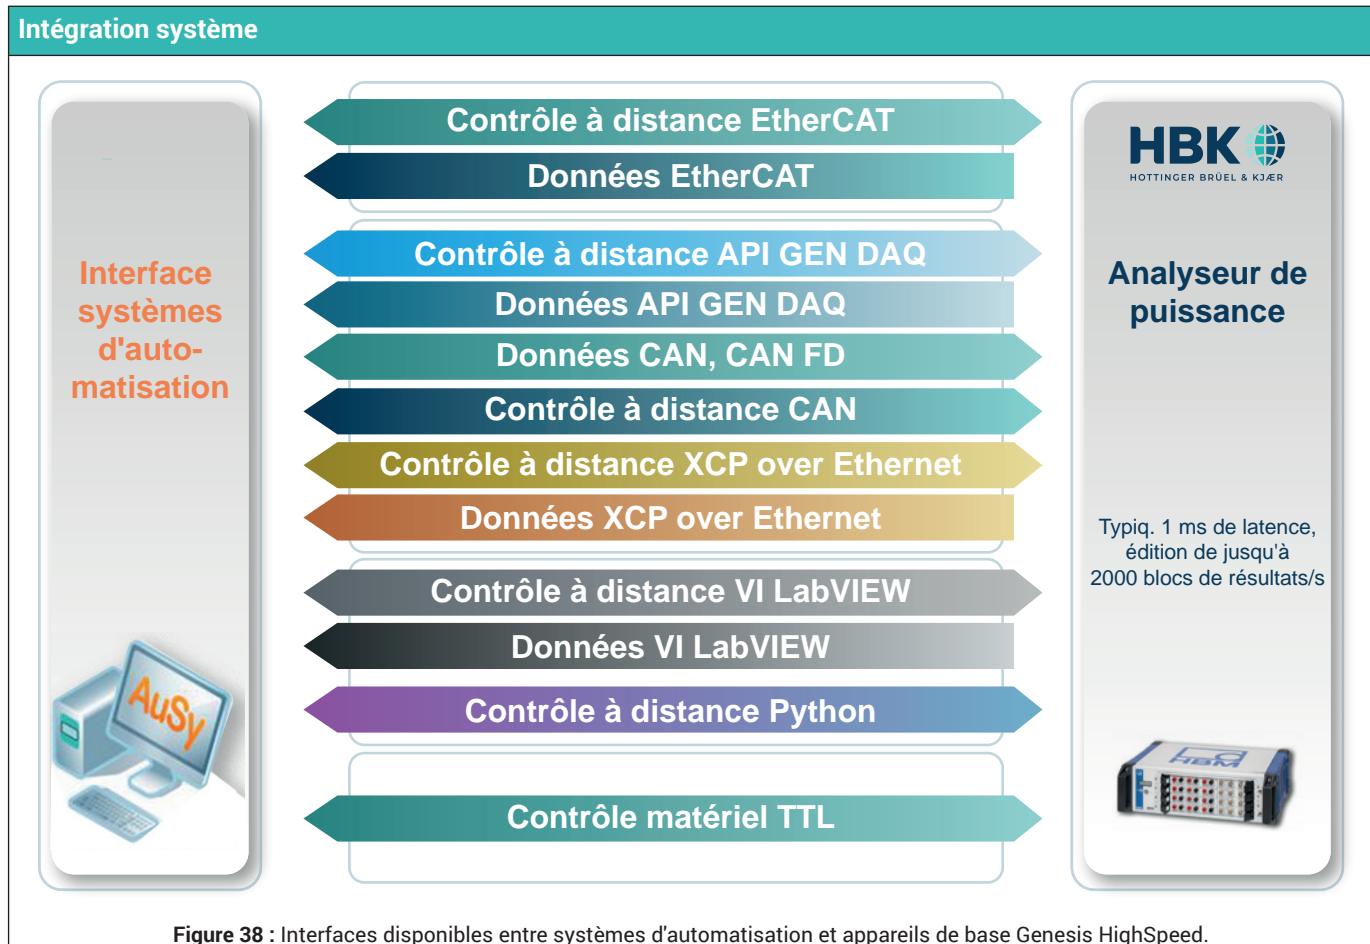 Intégration système
Contrôle à distance EtherCAT
Données EtherCAT
Contrôle à distance API GEN DAQ
Données API GEN DAQ
Données CAN, CAN FD
Contrôle à distance CAN
Contrôle à distance XCP over Ethernet
Données XCP over Ethernet
Contrôle à distance VI LabVIEW
Données VI LabVIEW
Contrôle à distance Python
Contrôle matériel TTL
Interface
systèmes
d'auto-
matisation
AuSy
HBK
HOTTINGER BRÜEL & KJÆR
Analyseur de
puissance
Typiq. 1 ms de latence,
édition de jusqu'à
2000 blocs de résultats/s
HBM
Figure 38 : Interfaces disponibles entre systèmes d'automatisation et appareils de base Genesis HighSpeed.